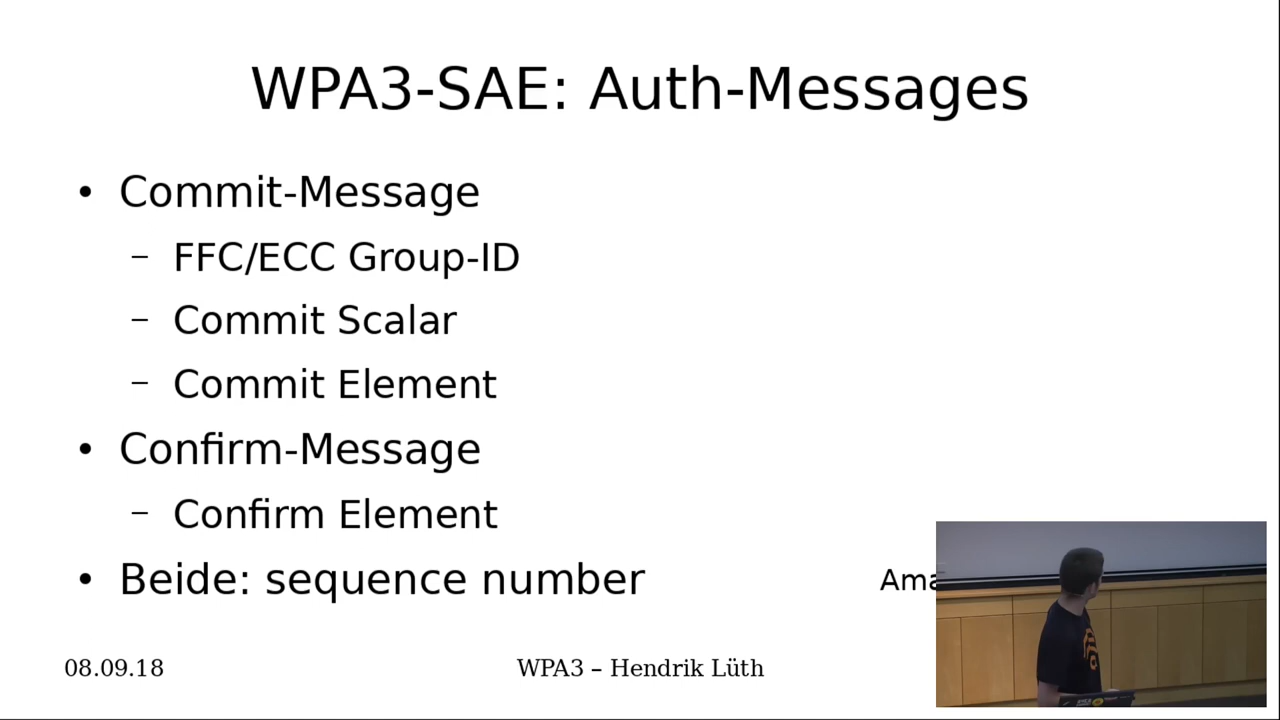 WPA3-SAE: Auth-Messages
• Commit-Message
– FFC/ECC Group-ID
– Commit Scalar
– Commit Element
• Confirm-Message
– Confirm Element
• Beide: sequence number
08.09.18
WPA3 – Hendrik Lüth